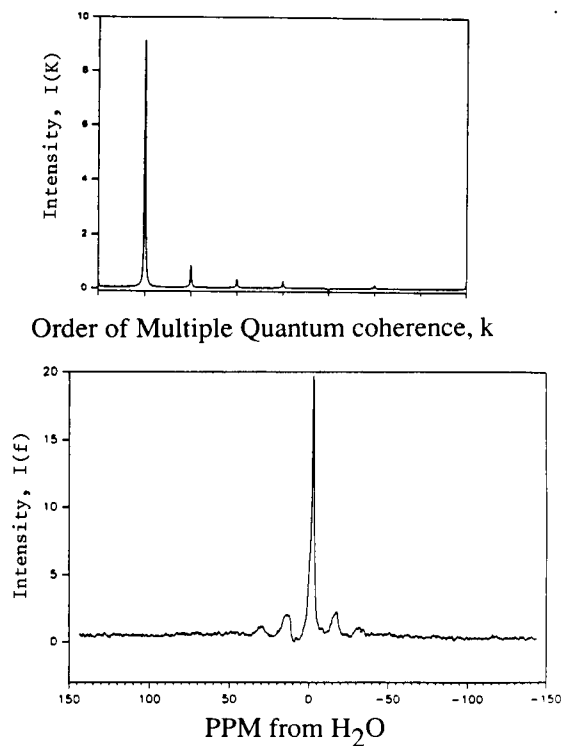 10
8
6
4
2
0
Intensity, I(K)
Order of Multiple Quantum coherence, k
20
15
10
5
0
Intensity, I(f)
150 100 50 0 -50 -100 -150
PPM from H2O